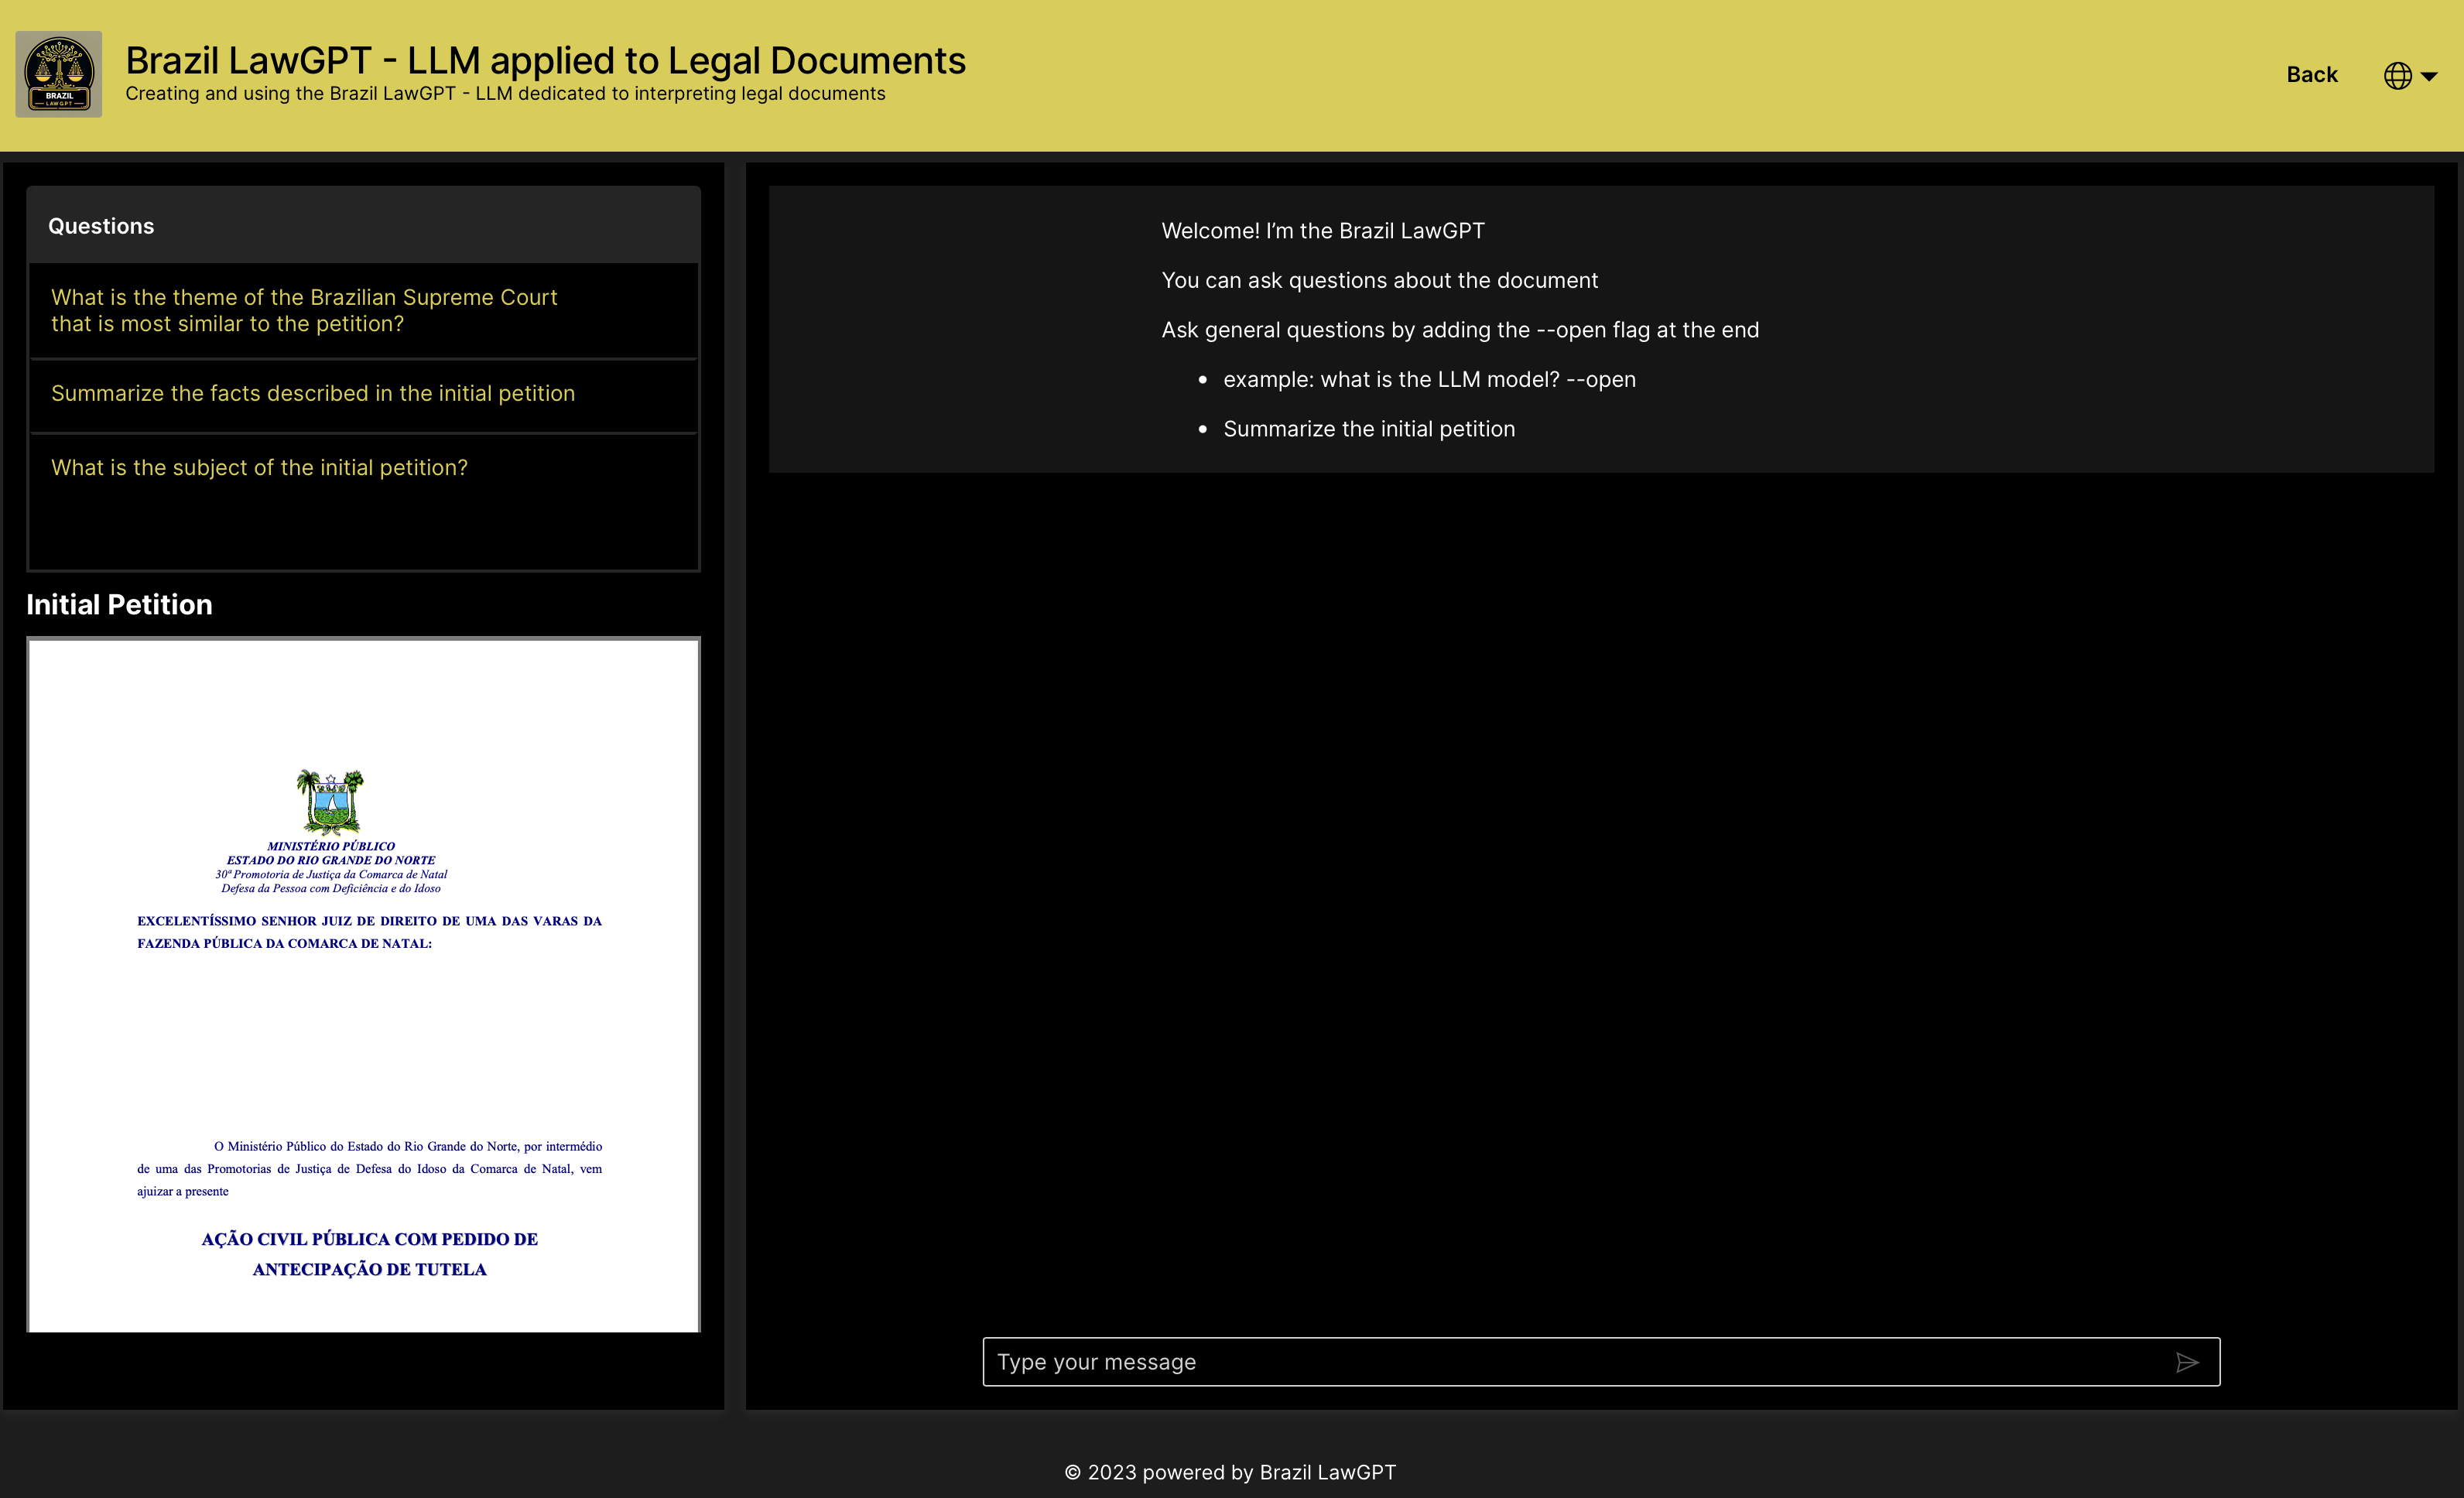 BRAZIL
LAWGPT
Brazil LawGPT - LLM applied to Legal Documents
Creating and using the Brazil LawGPT - LLM dedicated to interpreting legal documents
Back
Questions
What is the theme of the Brazilian Supreme Court
that is most similar to the petition?
Summarize the facts described in the initial petition
What is the subject of the initial petition?
Initial Petition
MINISTÉRIO PÚBLICO
ESTADO DO RIO GRANDE DO NORTE
30ª Promotoria de Justiça da Comarca de Natal
Defesa da Pessoa com Deficiência e do Idoso
EXCELENTÍSSIMO SENHOR JUIZ DE DIREITO DE UMA DAS VARAS DA
FAZENDA PÚBLICA DA COMARCA DE NATAL:
O Ministério Público do Estado do Rio Grande do Norte, por intermédio
de uma das Promotorias de Justiça de Defesa do Idoso da Comarca de Natal, vem
ajuizar a presente
AÇÃO CIVIL PÚBLICA COM PEDIDO DE
ANTECIPAÇÃO DE TUTELA
Welcome! I’m the Brazil LawGPT
You can ask questions about the document
Ask general questions by adding the --open flag at the end
• example: what is the LLM model? --open
• Summarize the initial petition
Type your message
© 2023 powered by Brazil LawGPT